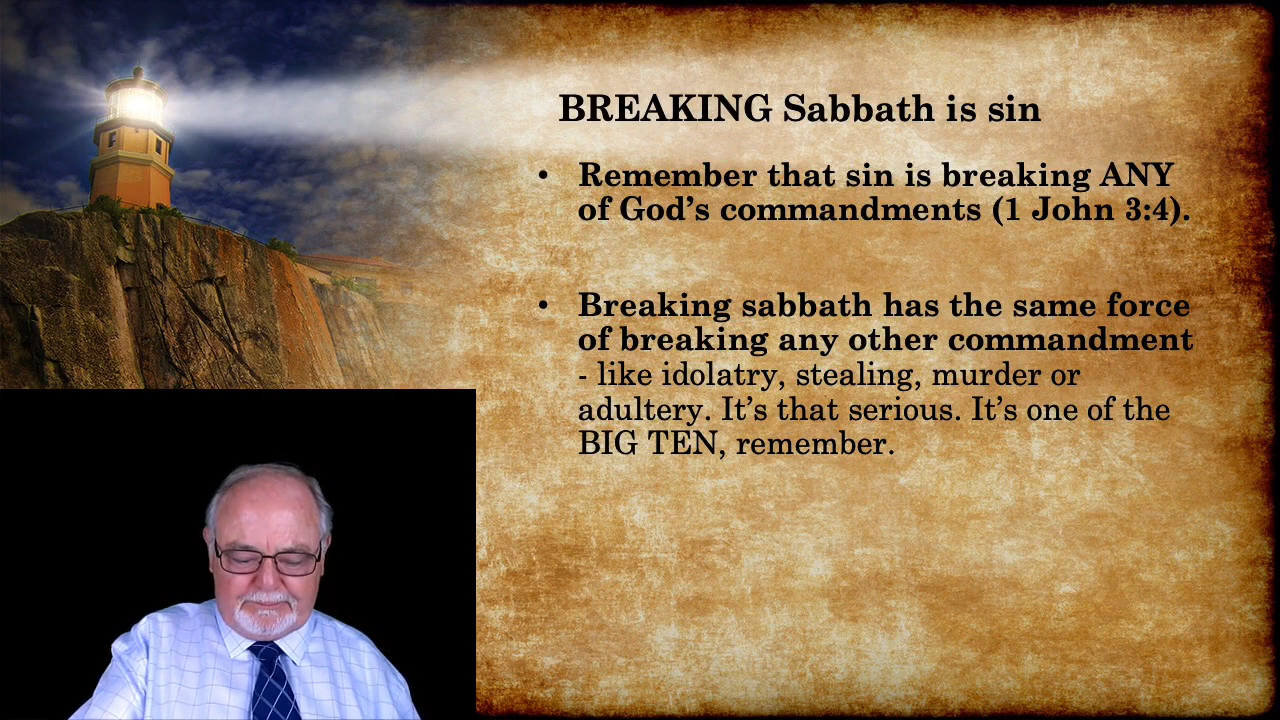 BREAKING Sabbath is sin
• Remember that sin is breaking ANY
of God’s commandments (1 John 3:4).
• Breaking sabbath has the same force
of breaking any other commandment
- like idolatry, stealing, murder or
adultery. It’s that serious. It’s one of the
BIG TEN, remember.